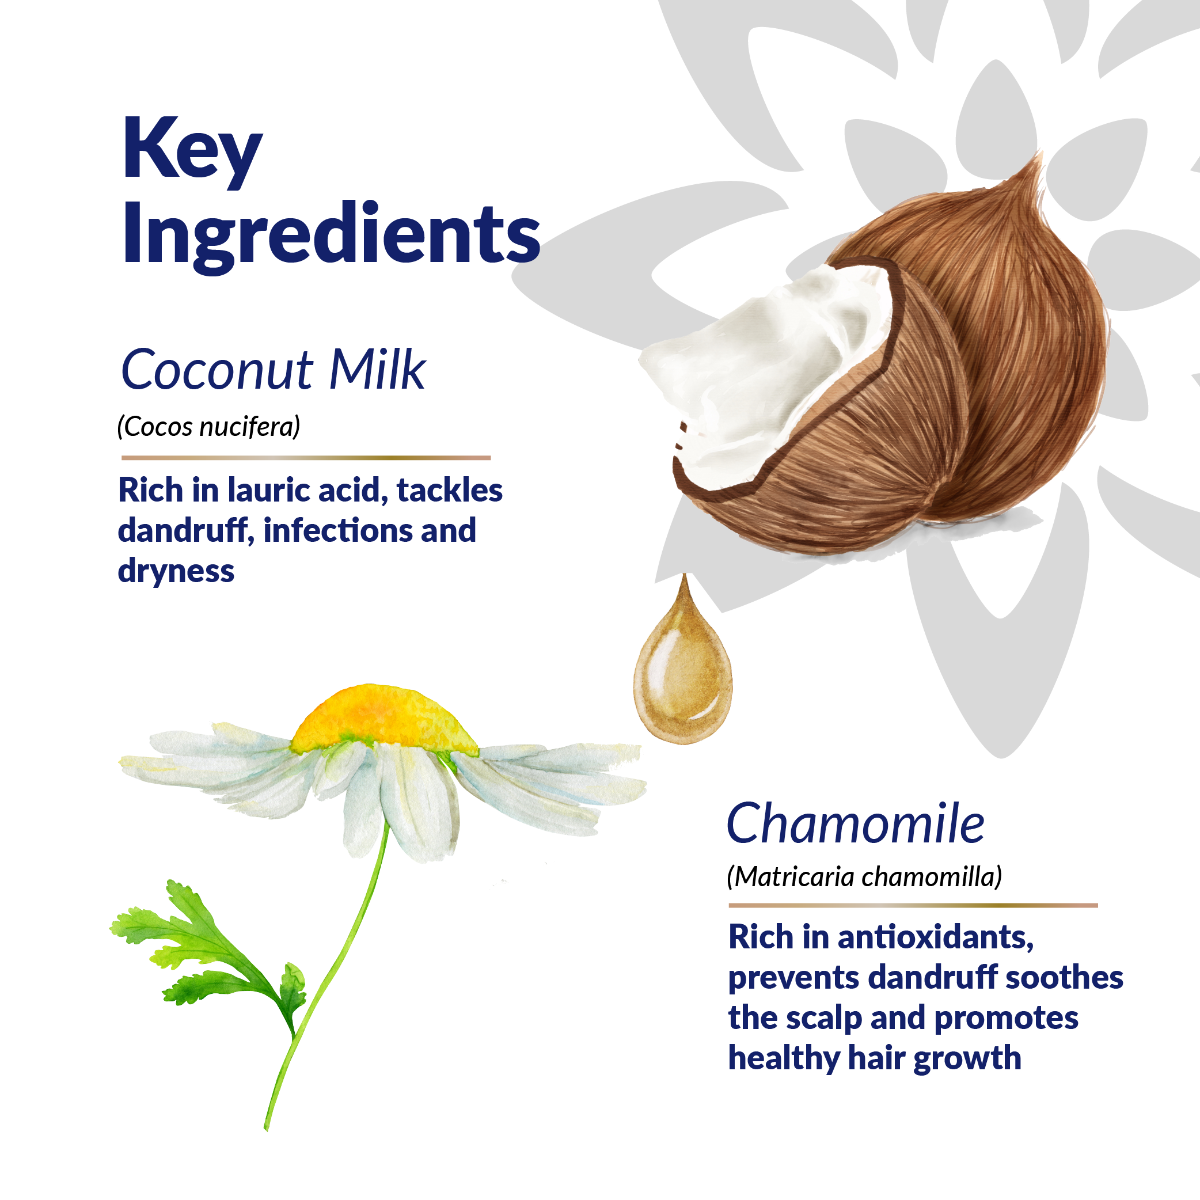 Key
Ingredients
Coconut Milk
(Cocos nucifera)
Rich in lauric acid, tackles
dandruff, infections and
dryness
Chamomile
(Matricaria chamomilla)
Rich in antioxidants,
prevents dandruff soothes
the scalp and promotes
healthy hair growth